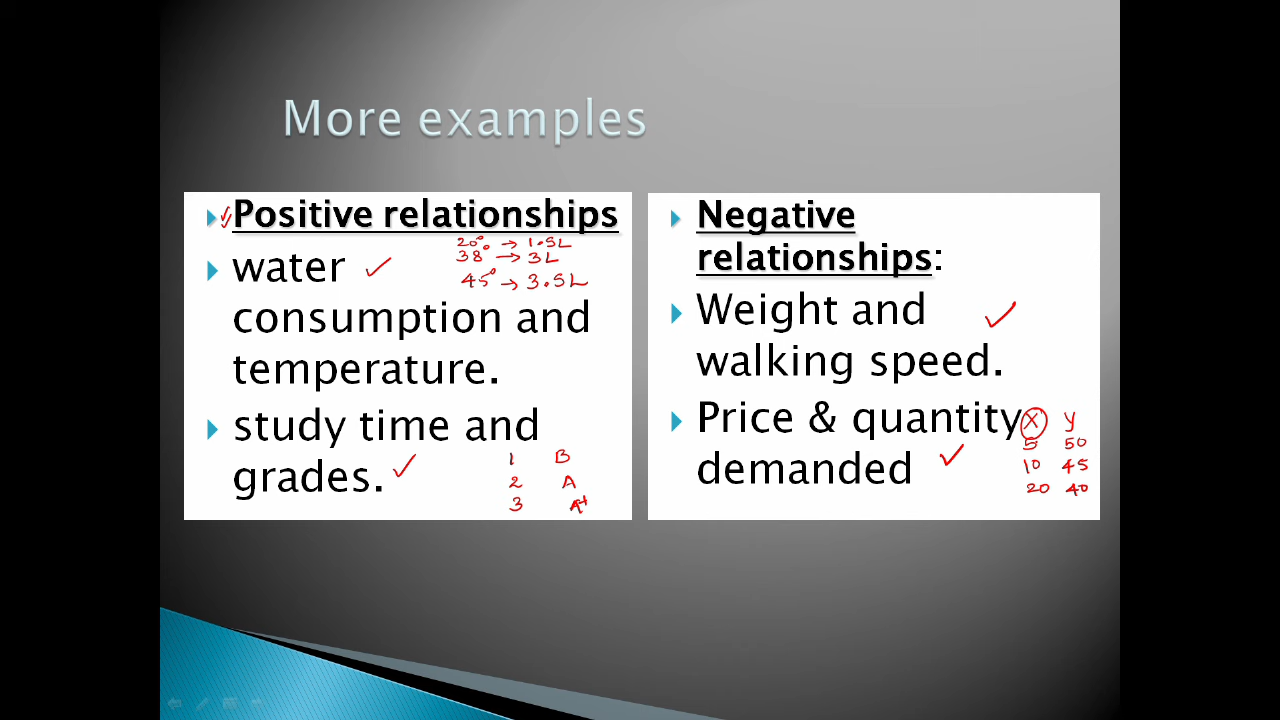 More examples
Positive relationships
20° → 1.5L
38° → 3L
water
45° → 3.5L
consumption and
temperature.
study time and
1 B
grades.
2 A
3 A+
Negative
relationships:
Weight and
walking speed.
Price & quantity
X y
5 50
demanded
10 45
20 40